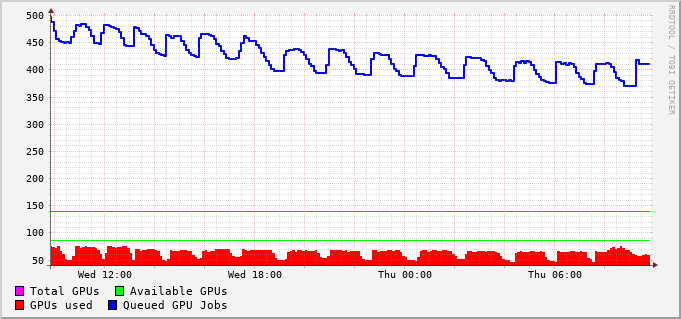 500
450
400
350
300
250
200
150
100
50
Wed 12:00 Wed 18:00 Thu 00:00 Thu 06:00
Total GPUs Available GPUs
GPUs used Queued GPU Jobs
RRDTOOL / TOBI OETIKER